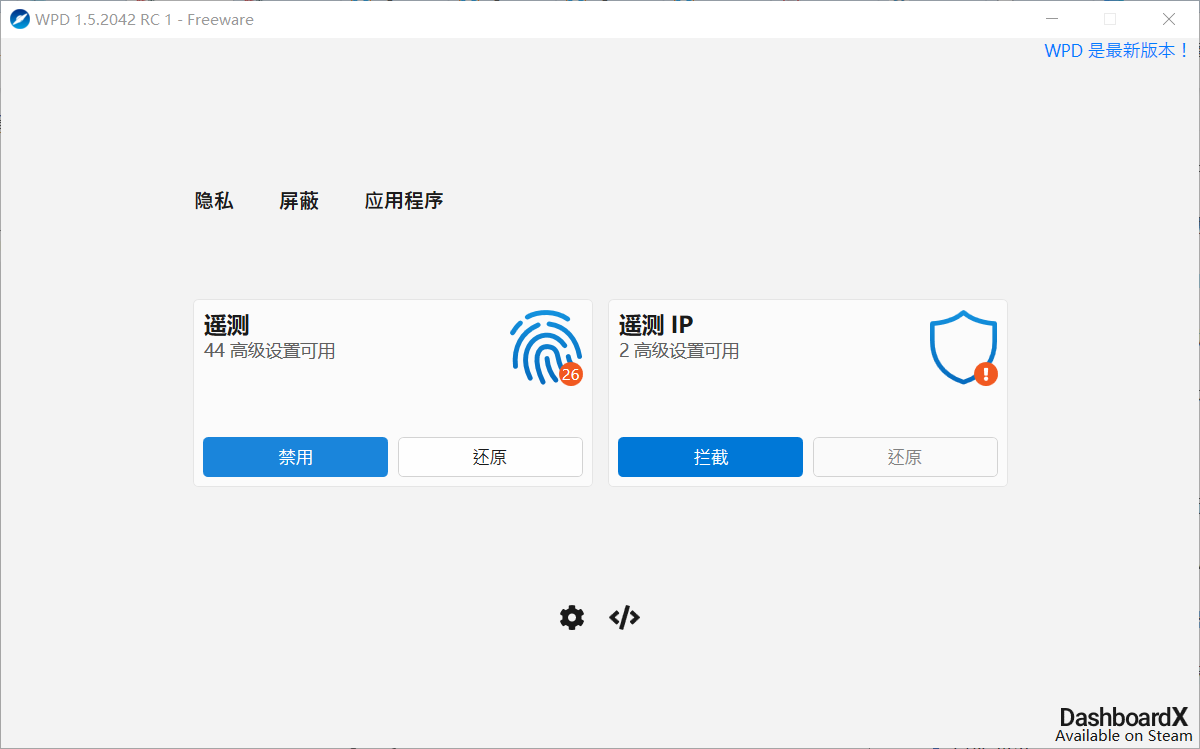 WPD 1.5.2042 RC 1 - Freeware
WPD 是最新版本！
隐私 屏蔽 应用程序
遥测
44 高级设置可用
26
禁用 还原
遥测 IP
2 高级设置可用
!
拦截 还原
</>
DashboardX
Available on Steam